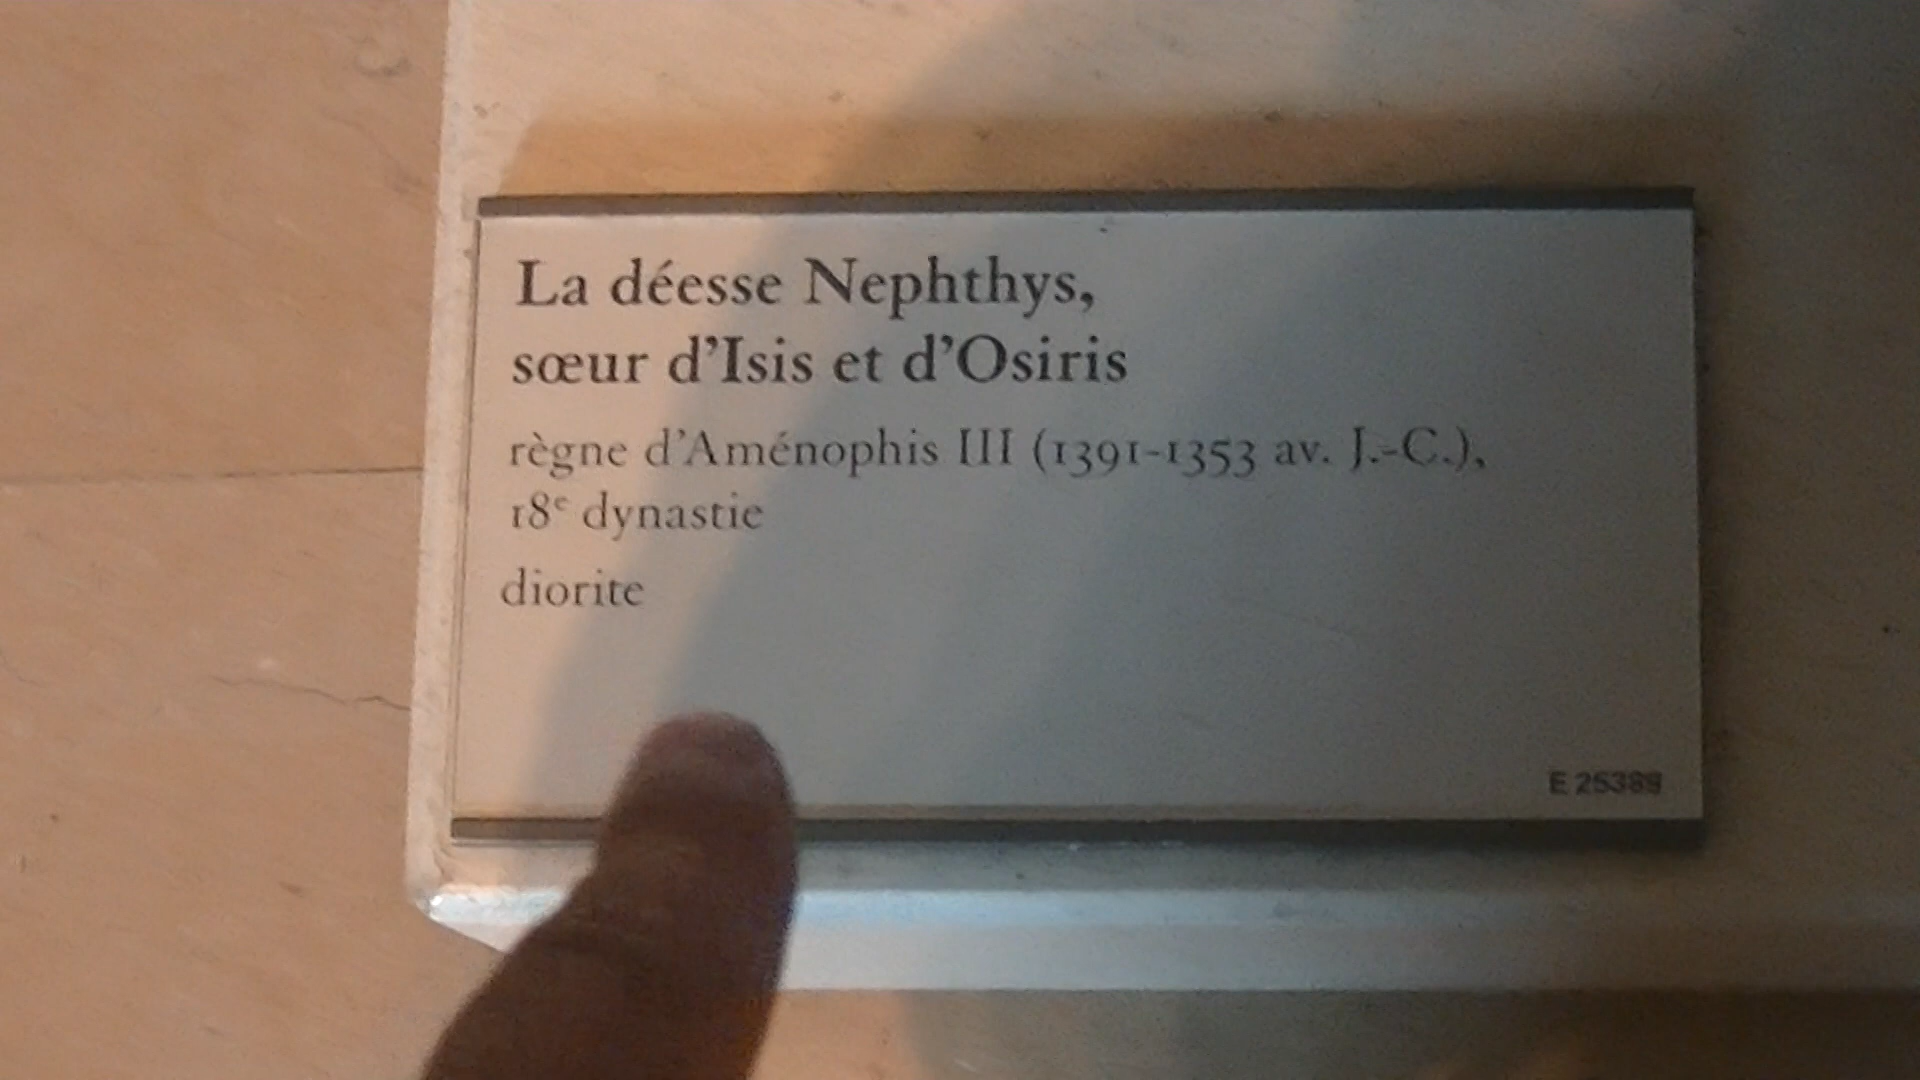 La déesse Nephthys,
sœur d'Isis et d'Osiris
règne d'Aménophis III (1391-1353 av. J.-C.),
18e dynastie
diorite
E 25389